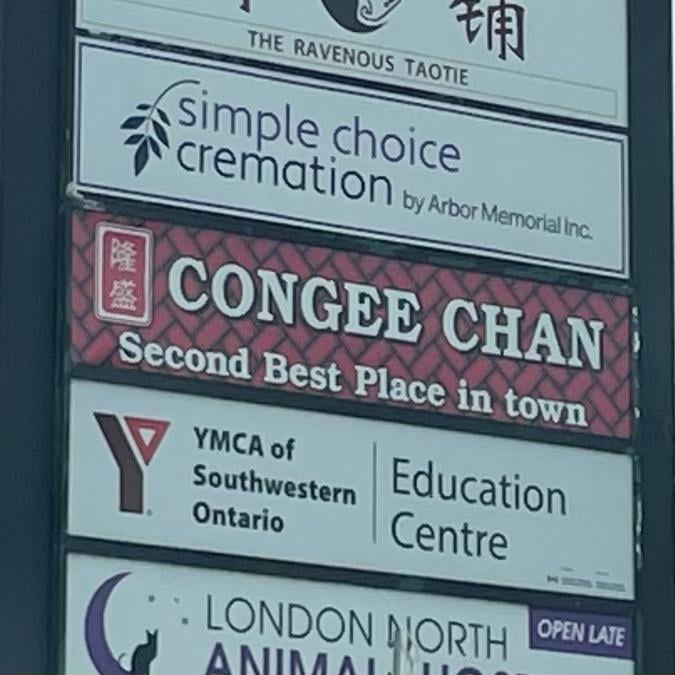 铺
THE RAVENOUS TAOTIE
simple choice
cremation by Arbor Memorial Inc.
隆盛
CONGEE CHAN
Second Best Place in town
YMCA of
Southwestern
Ontario
Education
Centre
LONDON NORTH
OPEN LATE
ANIMAL